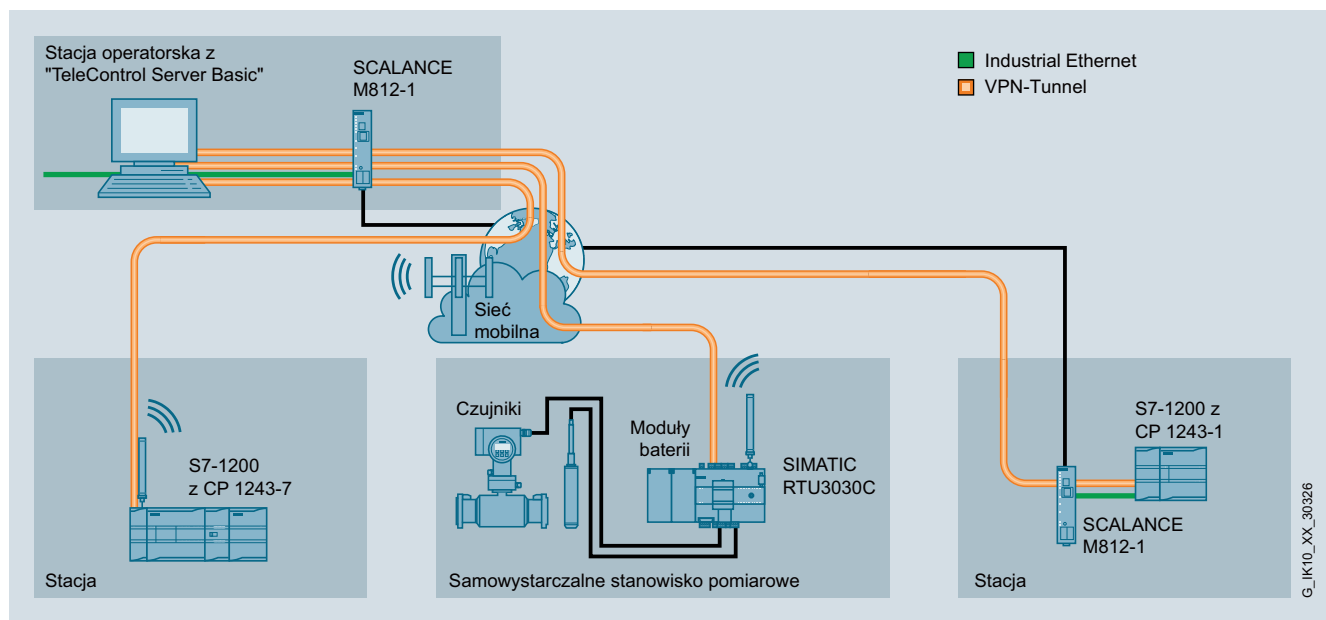 Stacja operatorska z
"TeleControl Server Basic"
SCALANCE
M812-1
Industrial Ethernet
VPN-Tunnel
Sieć
mobilna
S7-1200
z CP 1243-7
Stacja
Czujniki
Moduły
baterii
SIMATIC
RTU3030C
Samowystarczalne stanowisko pomiarowe
S7-1200 z
CP 1243-1
SCALANCE
M812-1
Stacja
G_IK10_XX_30326